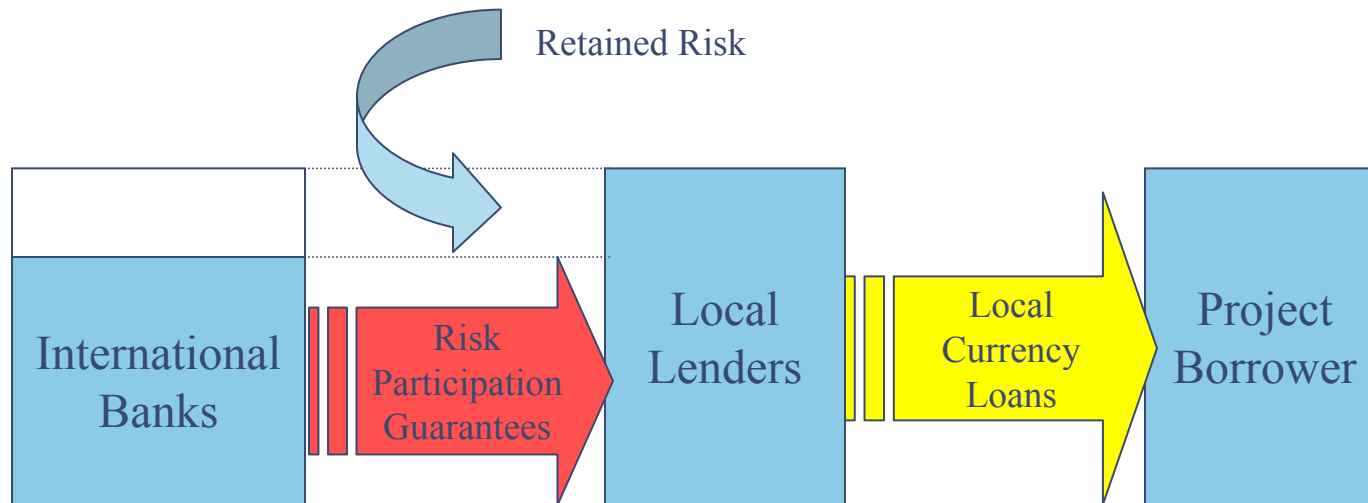 Retained Risk
International
Banks
Risk
Participation
Guarantees
Local
Lenders
Local
Currency
Loans
Project
Borrower